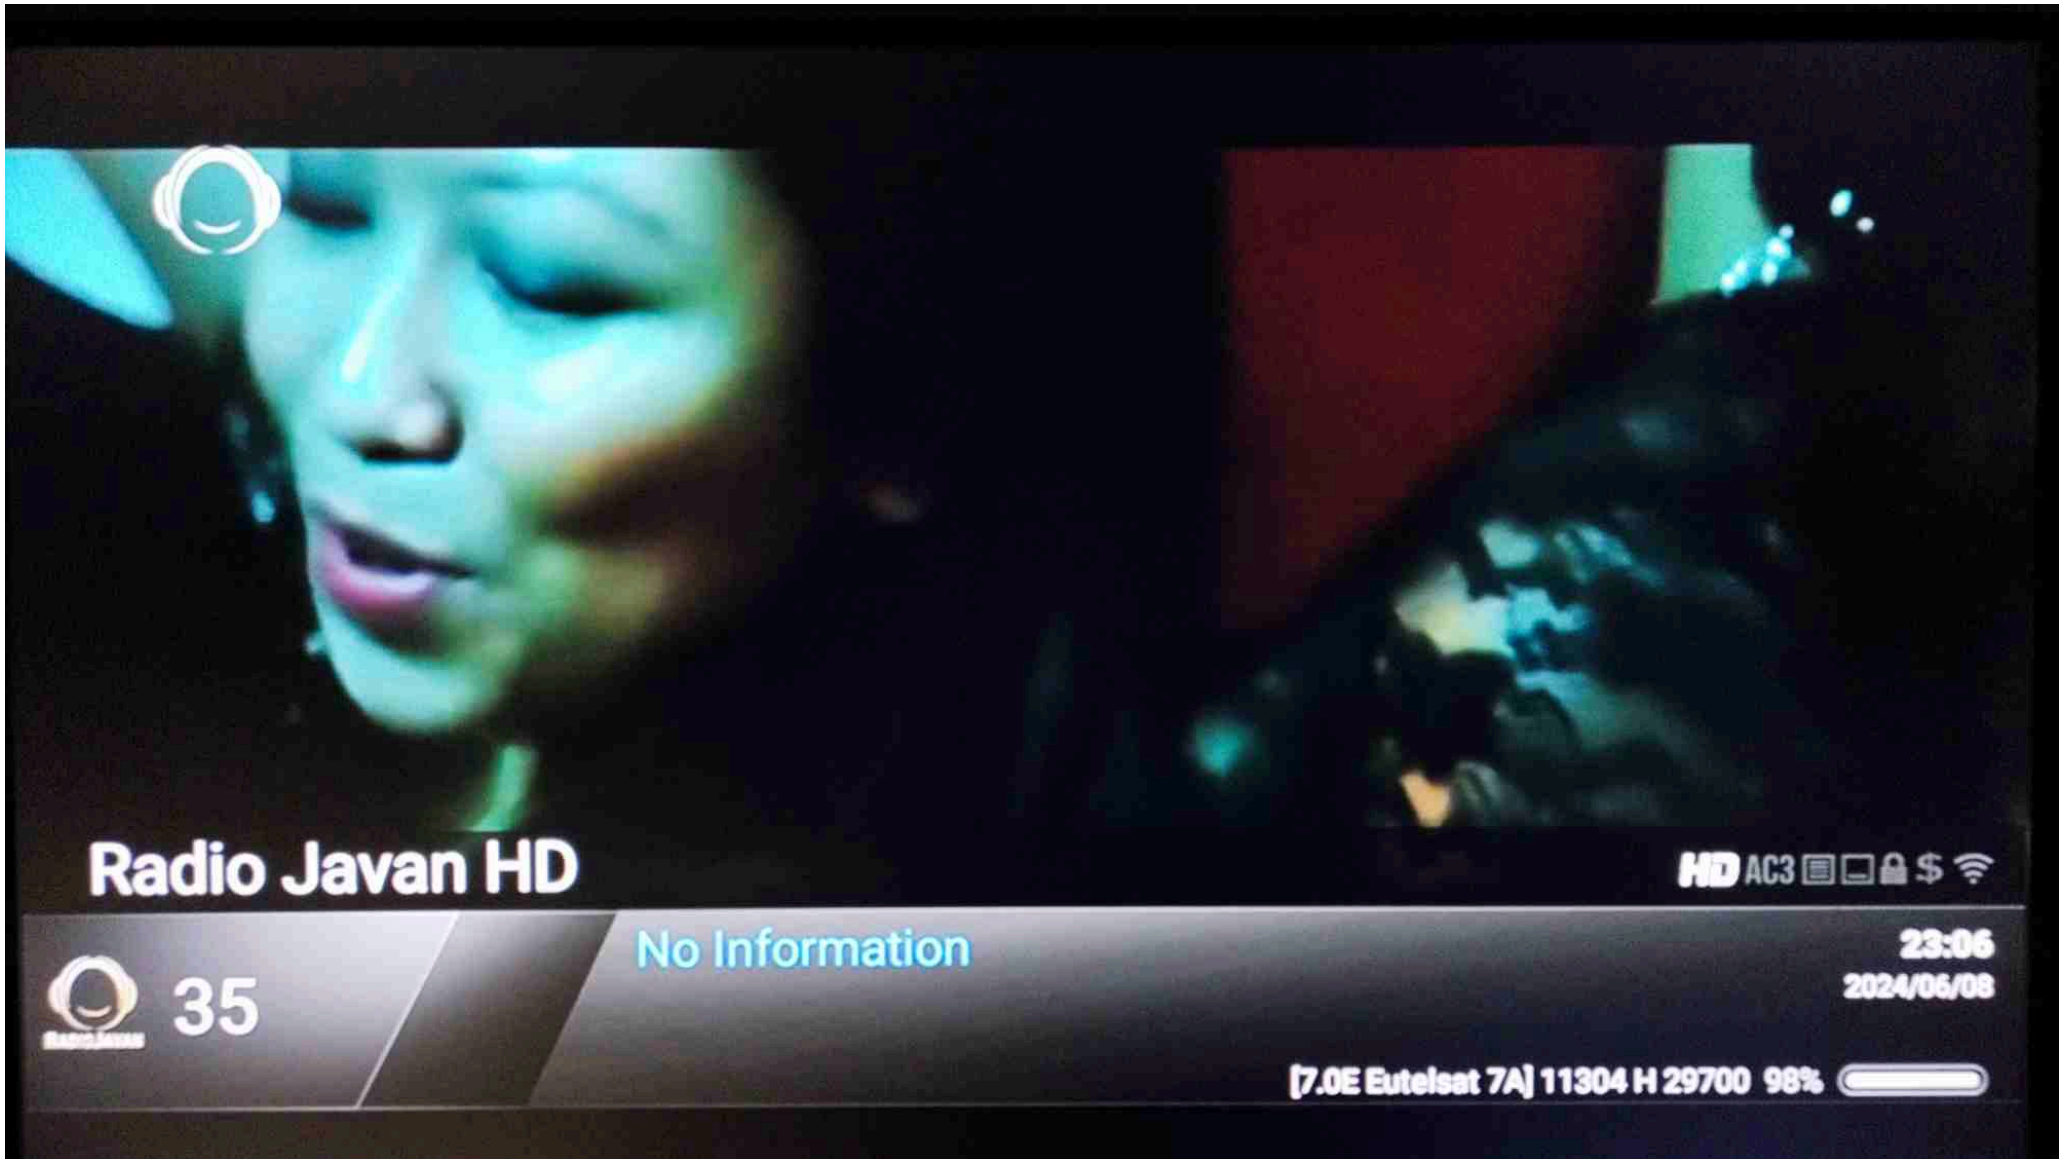 Radio Javan HD
HD AC3 $
No Information
23:06
35
2024/06/08
RADIOJAVAN
[7.0E Eutelsat 7A] 11304 H 29700 98%